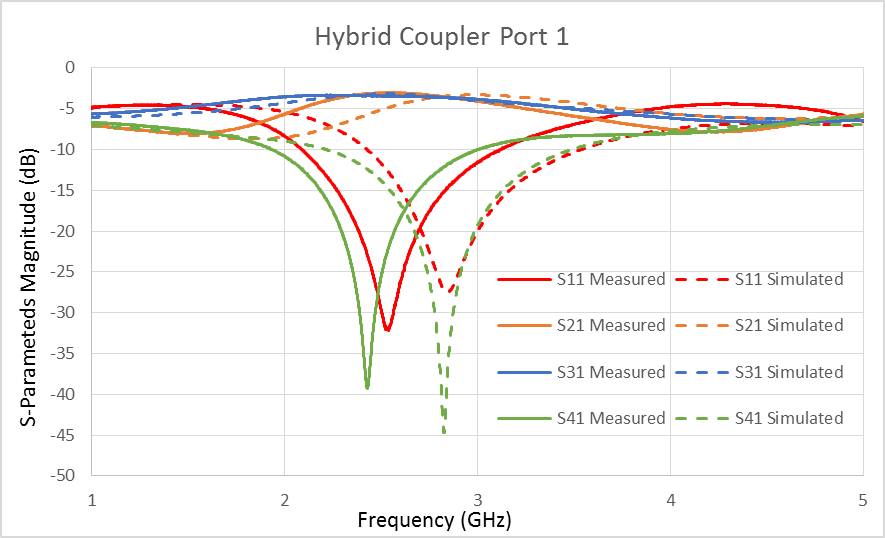 Hybrid Coupler Port 1
S-Parameteds Magnitude (dB)
0
-5
-10
-15
-20
-25
-30
-35
-40
-45
-50
S11 Measured S11 Simulated
S21 Measured S21 Simulated
S31 Measured S31 Simulated
S41 Measured S41 Simulated
1 2 3 4 5
Frequency (GHz)